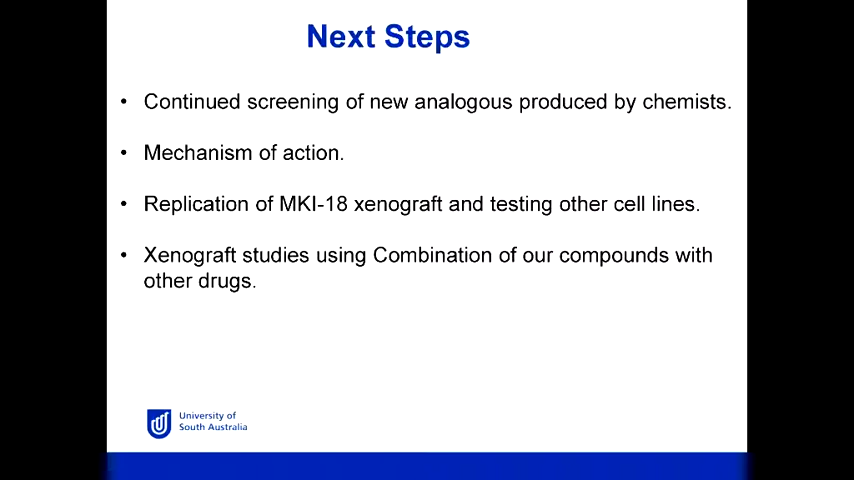 Next Steps
• Continued screening of new analogous produced by chemists.
• Mechanism of action.
• Replication of MKI-18 xenograft and testing other cell lines.
• Xenograft studies using Combination of our compounds with
other drugs.
University of
South Australia